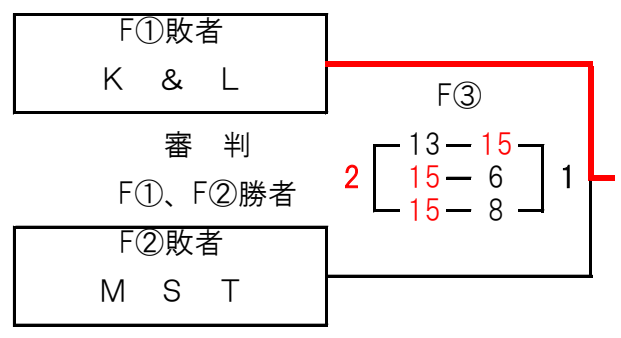 F①敗者
K & L
F③
審 判
F①、F②勝者
13 — 15
2 15 — 6 1
15 — 8
F②敗者
M S T